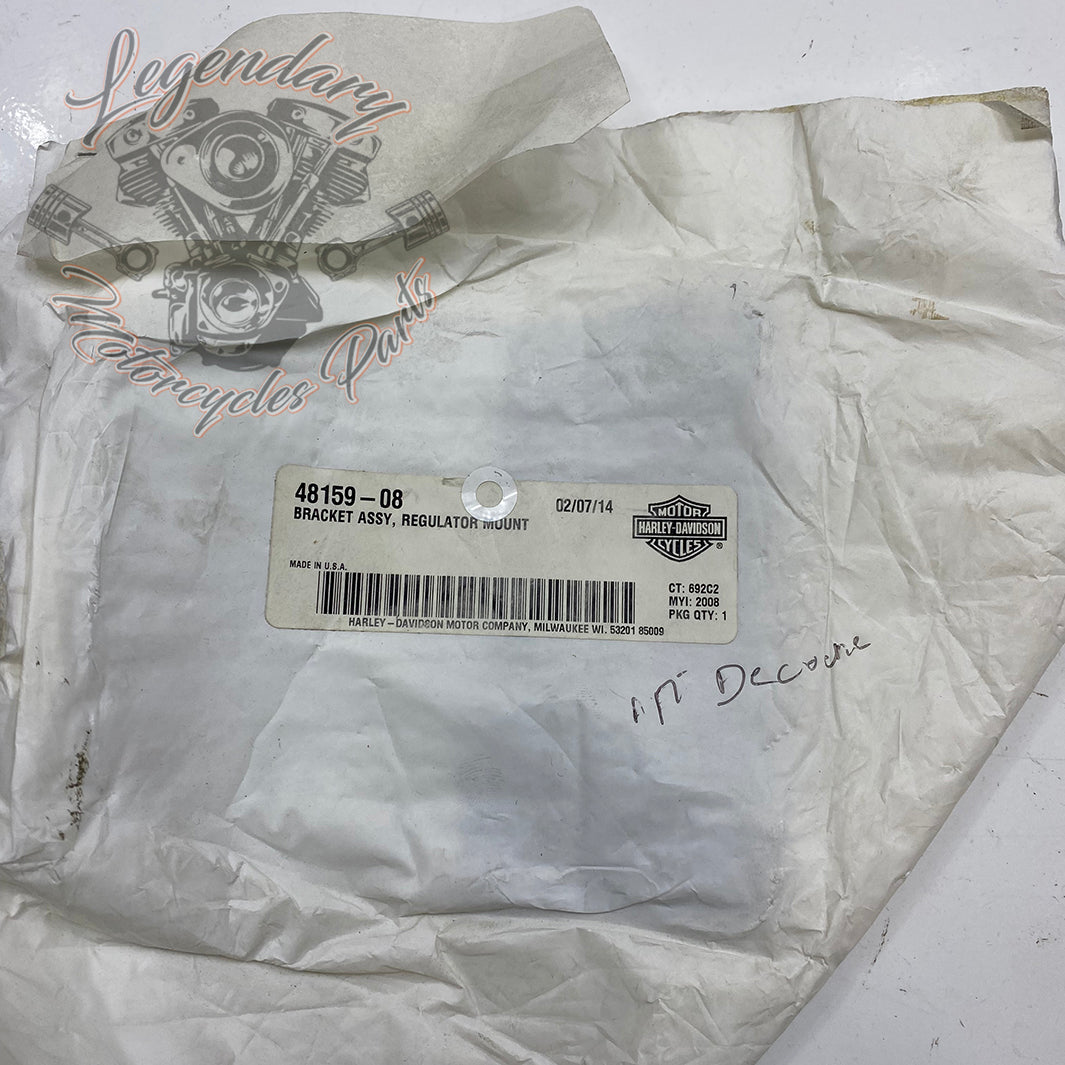 Legendary
Motorcycles Parts
48159-08
02/07/14
BRACKET ASSY, REGULATOR MOUNT
MOTOR
HARLEY-DAVIDSON
CYCLES
®
MADE IN U.S.A.
CT: 692C2
MYI: 2008
PKG QTY: 1
HARLEY-DAVIDSON MOTOR COMPANY, MILWAUKEE WI. 53201 85009